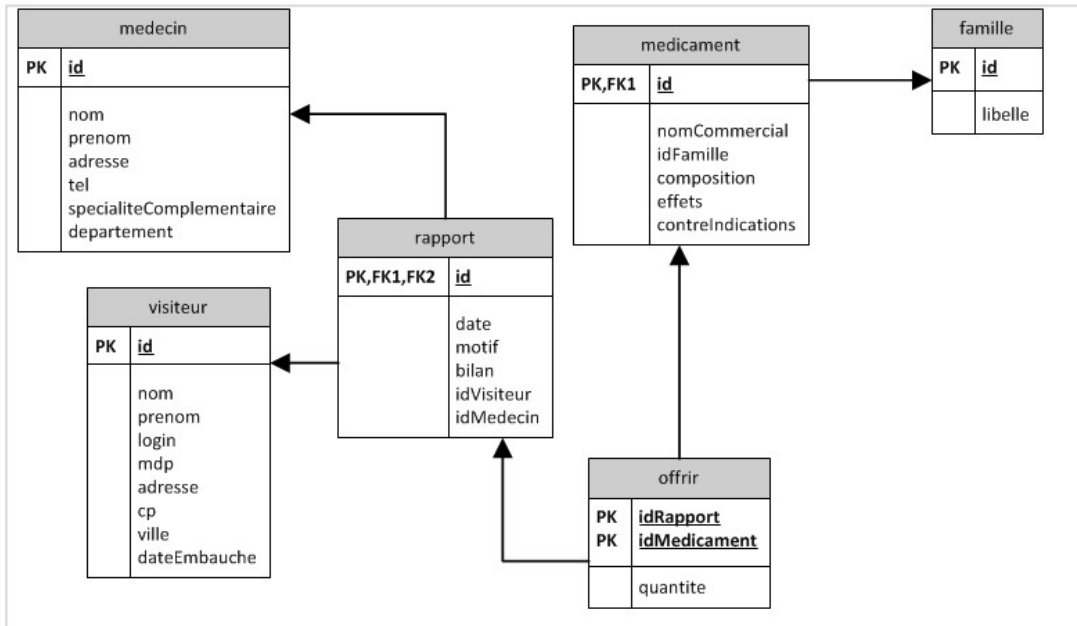 medecin
PK id
nom
prenom
adresse
tel
specialiteComplementaire
departement
medicament
PK,FK1 id
nomCommercial
idFamille
composition
effets
contreIndications
famille
PK id
libelle
rapport
PK,FK1,FK2 id
date
motif
bilan
idVisiteur
idMedecin
visiteur
PK id
nom
prenom
login
mdp
adresse
cp
ville
dateEmbauche
offrir
PK idRapport
PK idMedicament
quantite